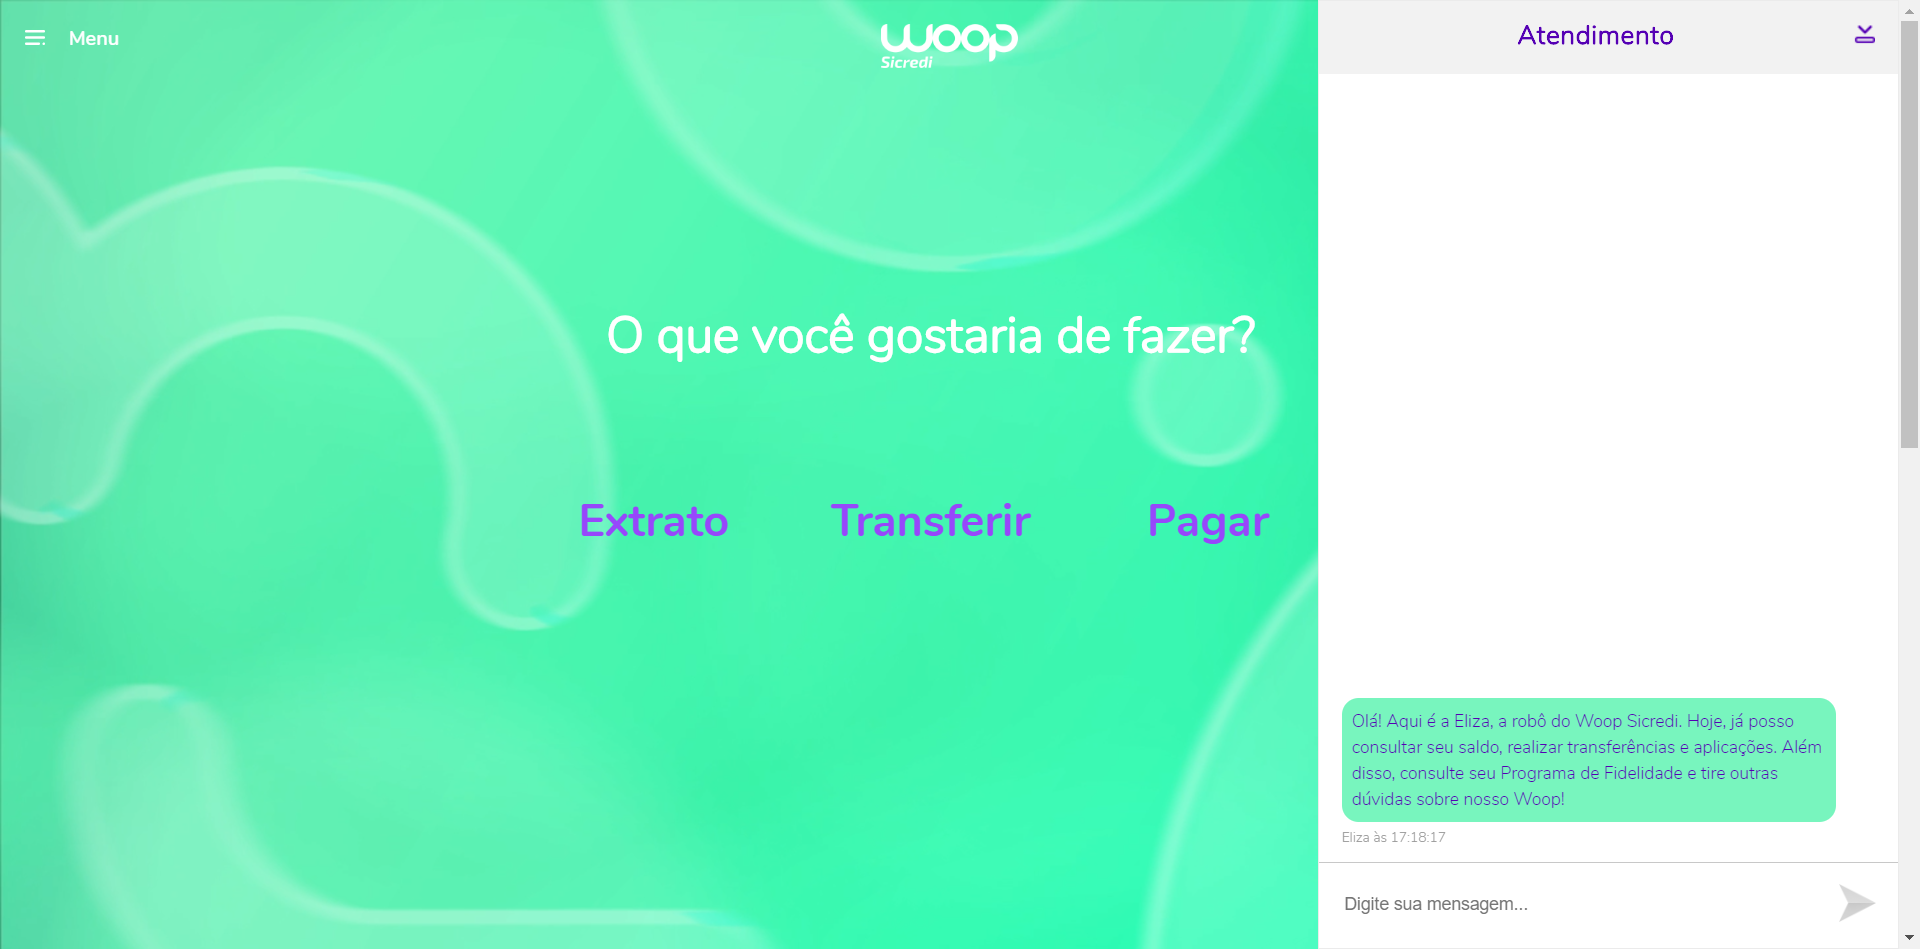 Menu
woop
Sicredi
Atendimento
O que você gostaria de fazer?
Extrato
Transferir
Pagar
Olá! Aqui é a Eliza, a robô do Woop Sicredi. Hoje, já posso
consultar seu saldo, realizar transferências e aplicações. Além
disso, consulte seu Programa de Fidelidade e tire outras
dúvidas sobre nosso Woop!
Eliza às 17:18:17
Digite sua mensagem...